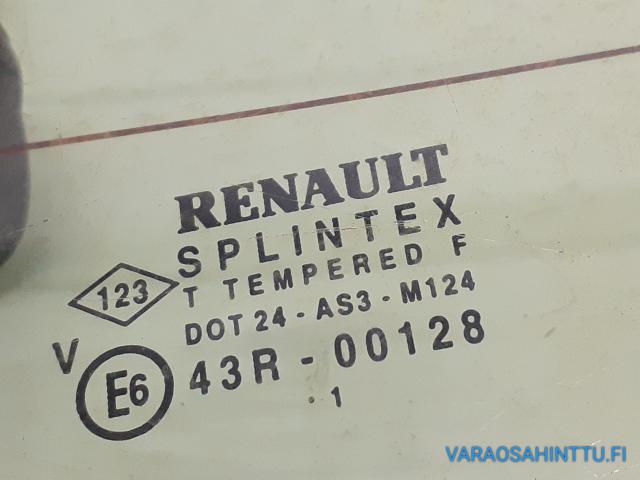 RENAULT
SPLINTEX
T TEMPERED F
123
DOT 24 - AS3 - M124
V
E6
43R - 00128
. 1
VARAOSAHINTTU.FI